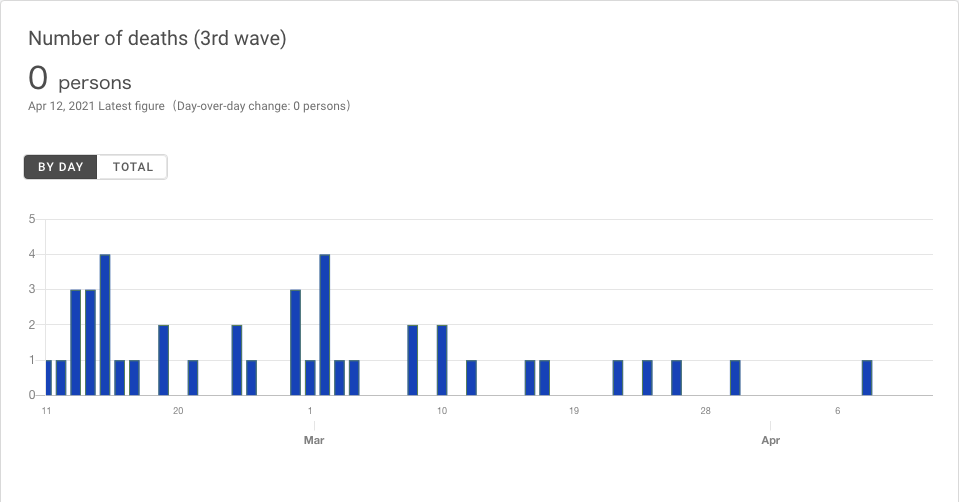 Number of deaths (3rd wave)
0 persons
Apr 12, 2021 Latest figure（Day-over-day change: 0 persons）
BY DAY TOTAL
5
4
3
2
1
0
11 20 1 10 19 28 6
Mar Apr